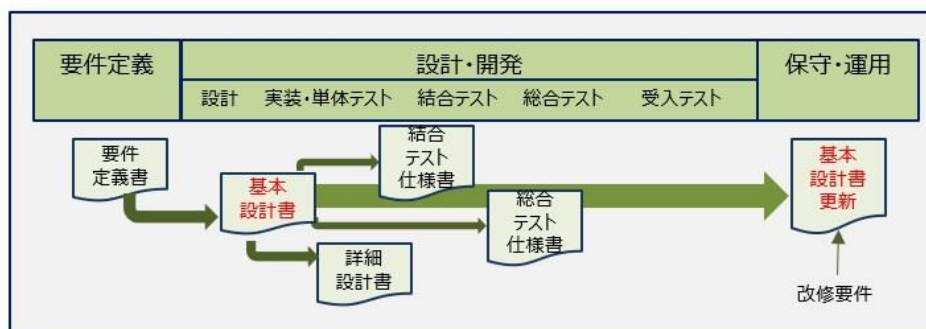 要件定義
設計・開発
保守・運用
設計
実装・単体テスト
結合テスト
総合テスト
受入テスト
要件
定義書
基本
設計書
結合
テスト
仕様書
総合
テスト
仕様書
詳細
設計書
基本
設計書
更新
改修要件